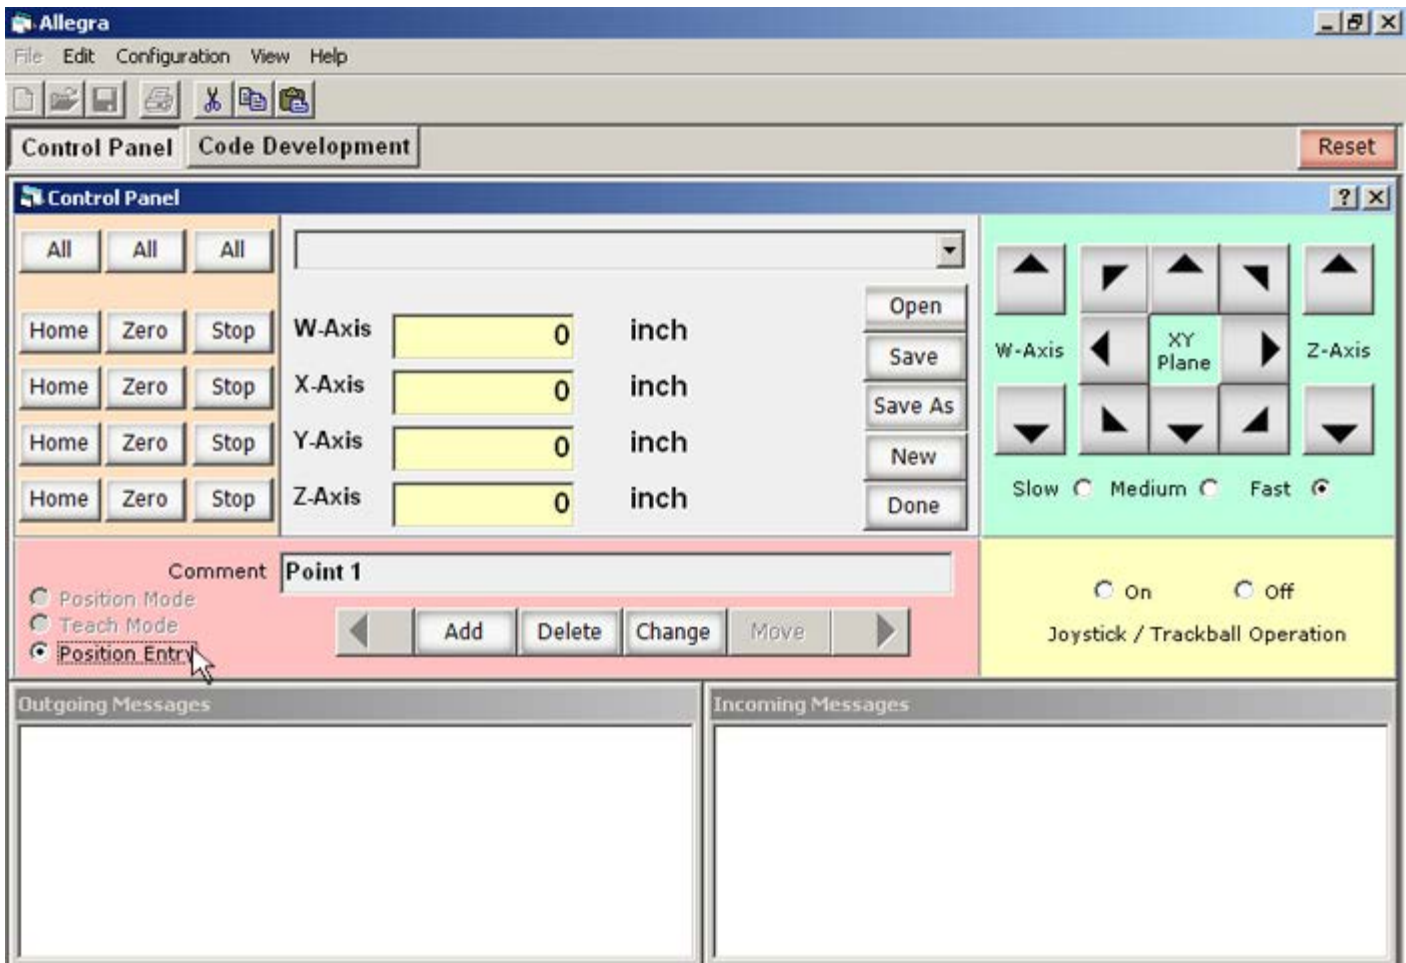 Allegra
File Edit Configuration View Help
Control Panel Code Development Reset
Control Panel
All All All
Open
Home Zero Stop W-Axis 0 inch
Save
W-Axis XY Plane Z-Axis
Home Zero Stop X-Axis 0 inch
Save As
Home Zero Stop Y-Axis 0 inch
New
Slow Medium Fast
Home Zero Stop Z-Axis 0 inch
Done
Comment Point 1
Position Mode
Teach Mode
Position Entry
Add Delete Change Move
On Off
Joystick / Trackball Operation
Outgoing Messages Incoming Messages